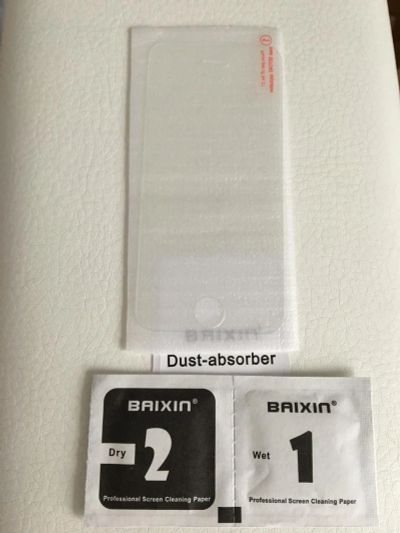 Dust-absorber
BAIXIN®
Dry
2
Professional Screen Cleaning Paper
BAIXIN®
Wet
1
Professional Screen Cleaning Paper
BAIXIN